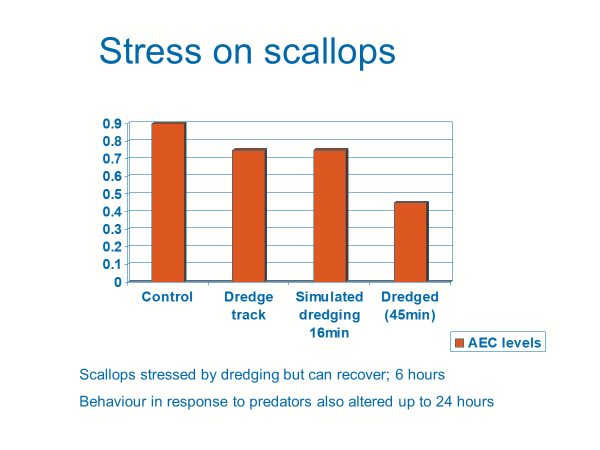 Stress on scallops
0.9
0.8
0.7
0.6
0.5
0.4
0.3
0.2
0.1
0
Control
Dredge
track
Simulated
dredging
16min
Dredged
(45min)
AEC levels
Scallops stressed by dredging but can recover; 6 hours
Behaviour in response to predators also altered up to 24 hours